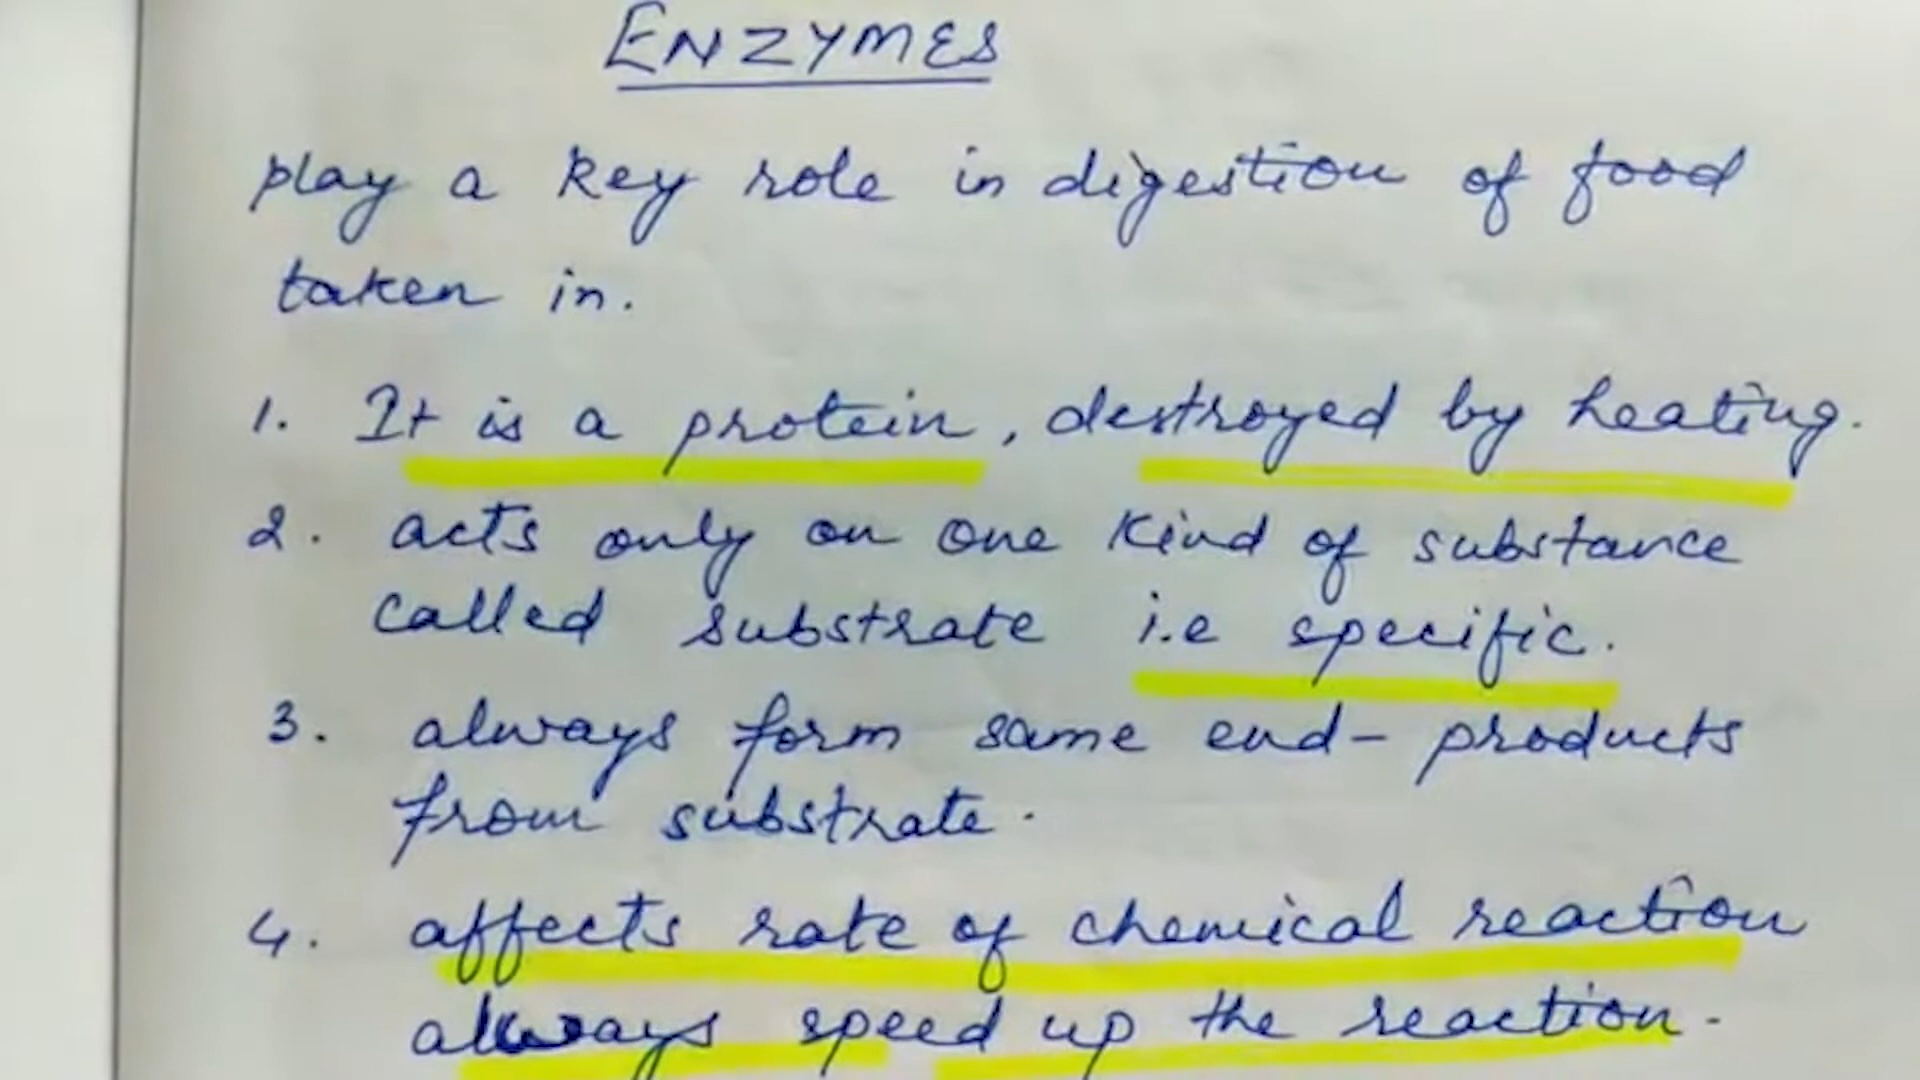 ENZYMES
play a key role in digestion of food
taken in.
1. It is a protein, destroyed by heating.
2. acts only on one kind of substance
called substrate i.e specific.
3. always form same end- products
from substrate.
4. affects rate of chemical reaction
always speed up the reaction.